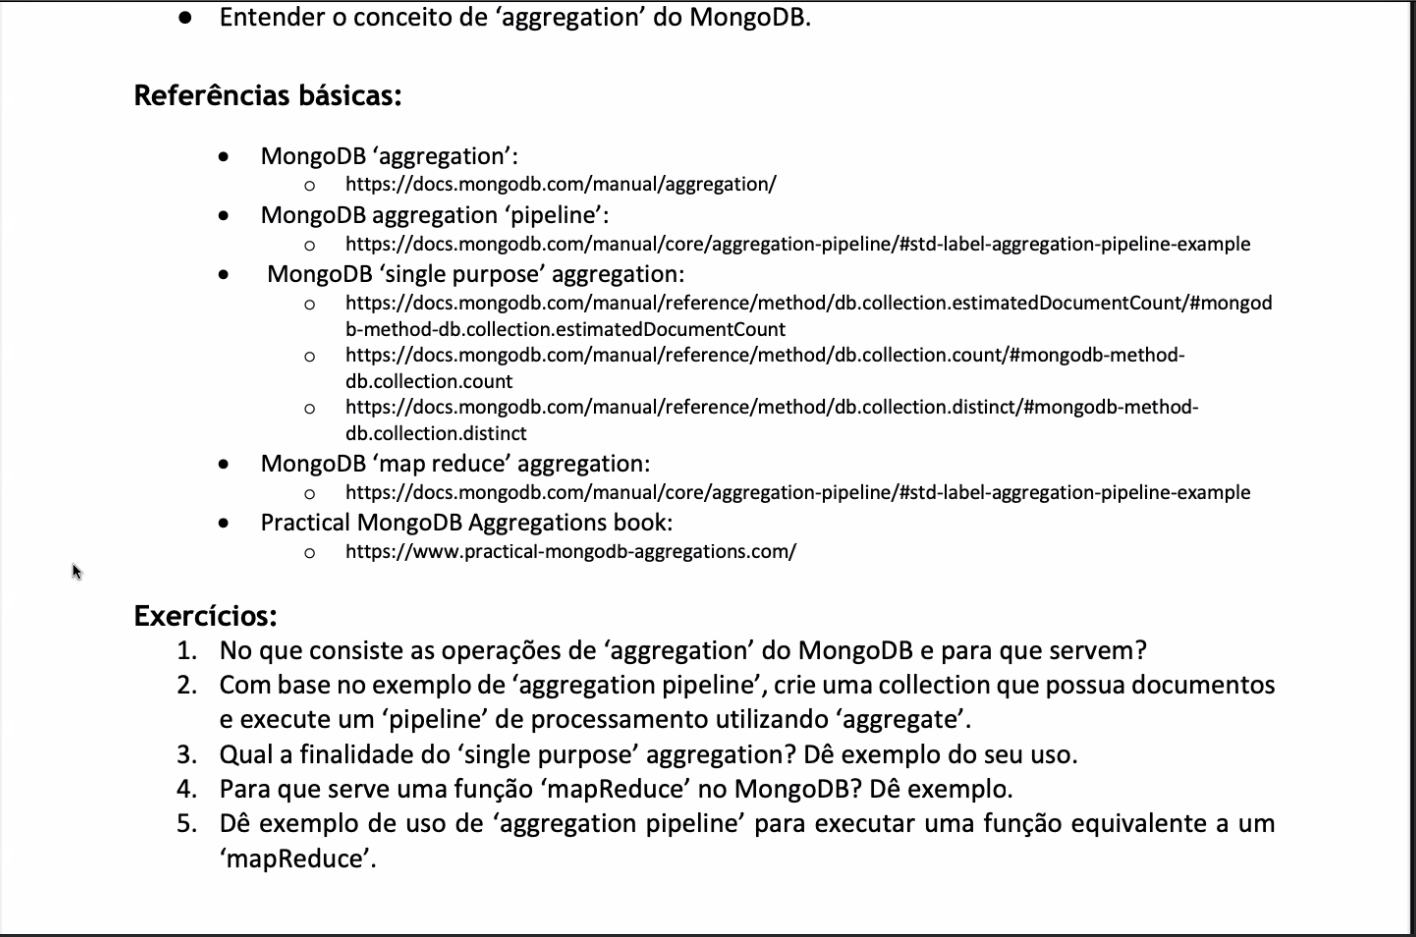 ● Entender o conceito de ‘aggregation’ do MongoDB.
Referências básicas:
● MongoDB ‘aggregation’:
○ https://docs.mongodb.com/manual/aggregation/
● MongoDB aggregation ‘pipeline’:
○ https://docs.mongodb.com/manual/core/aggregation-pipeline/#std-label-aggregation-pipeline-example
● MongoDB ‘single purpose’ aggregation:
○ https://docs.mongodb.com/manual/reference/method/db.collection.estimatedDocumentCount/#mongod
b-method-db.collection.estimatedDocumentCount
○ https://docs.mongodb.com/manual/reference/method/db.collection.count/#mongodb-method-
db.collection.count
○ https://docs.mongodb.com/manual/reference/method/db.collection.distinct/#mongodb-method-
db.collection.distinct
● MongoDB ‘map reduce’ aggregation:
○ https://docs.mongodb.com/manual/core/aggregation-pipeline/#std-label-aggregation-pipeline-example
● Practical MongoDB Aggregations book:
○ https://www.practical-mongodb-aggregations.com/
Exercícios:
1. No que consiste as operações de ‘aggregation’ do MongoDB e para que servem?
2. Com base no exemplo de ‘aggregation pipeline’, crie uma collection que possua documentos
e execute um ‘pipeline’ de processamento utilizando ‘aggregate’.
3. Qual a finalidade do ‘single purpose’ aggregation? Dê exemplo do seu uso.
4. Para que serve uma função ‘mapReduce’ no MongoDB? Dê exemplo.
5. Dê exemplo de uso de ‘aggregation pipeline’ para executar uma função equivalente a um
‘mapReduce’.